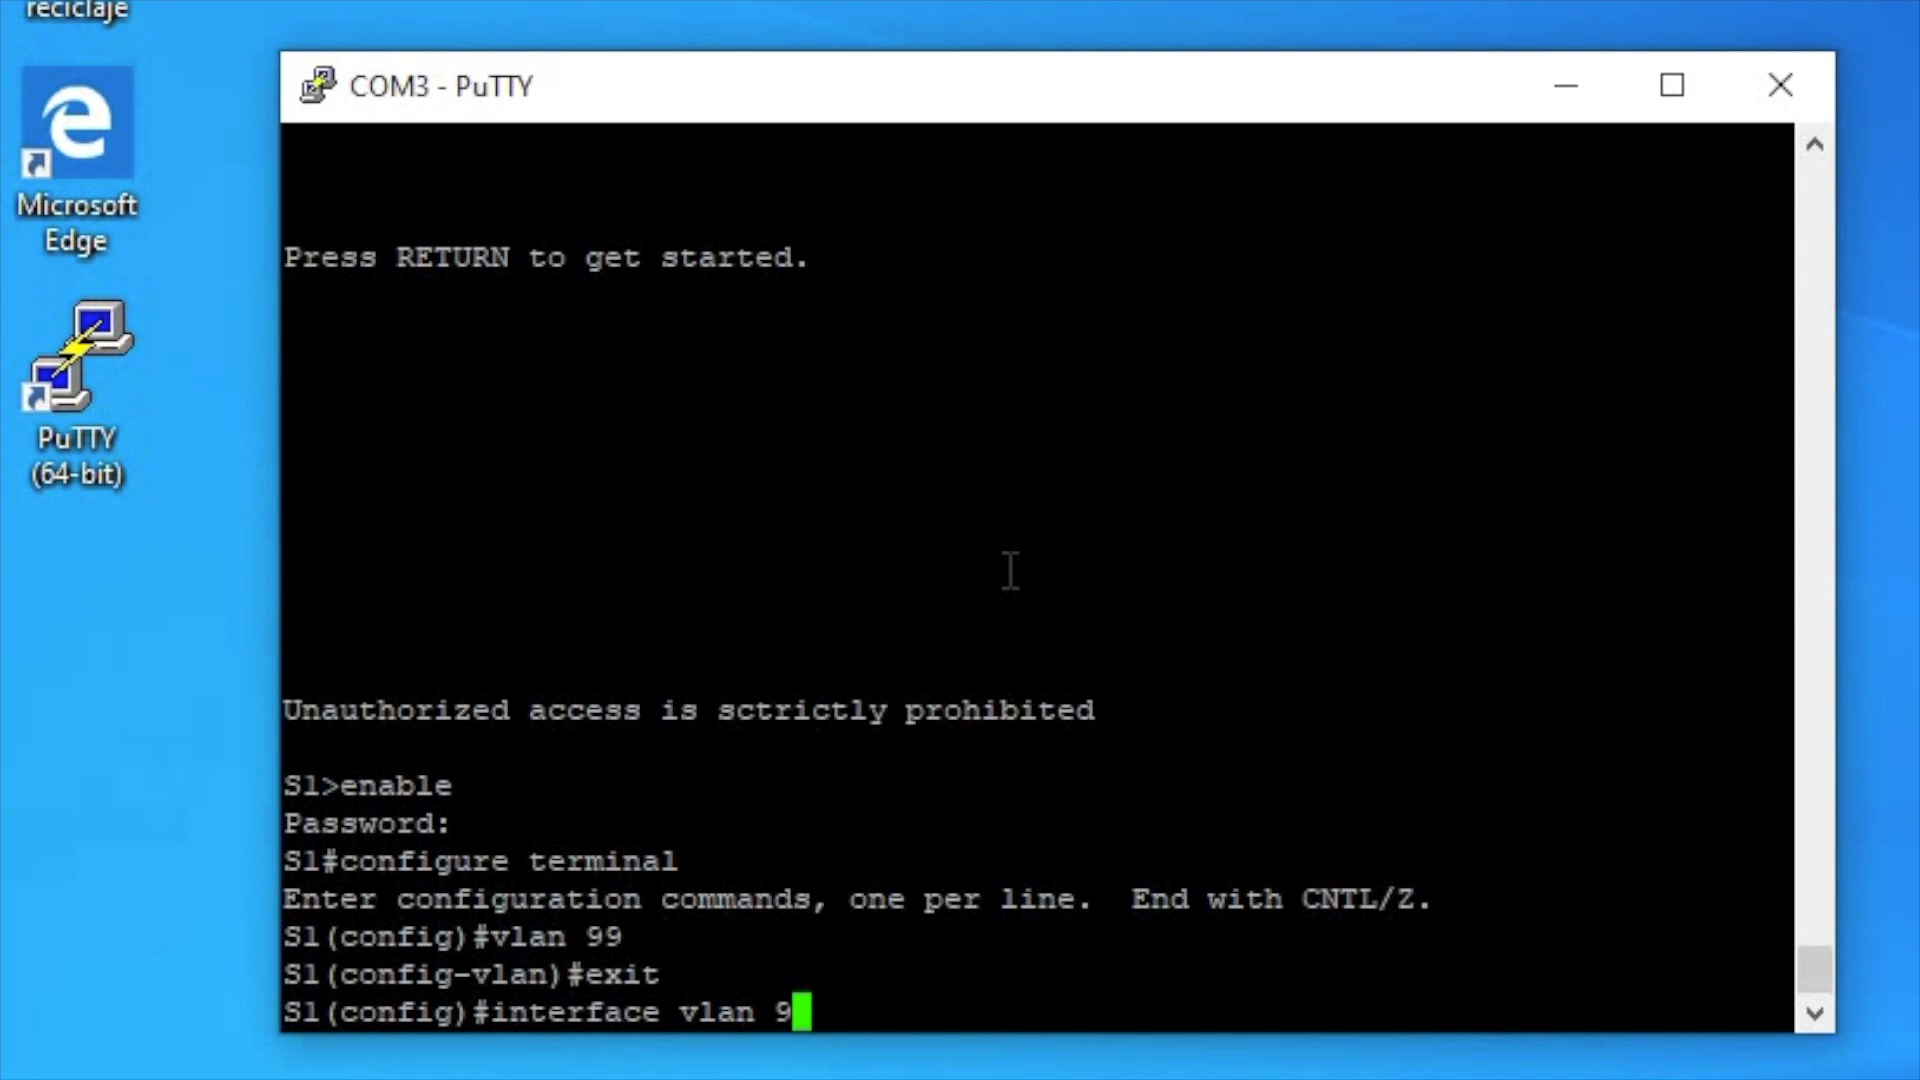 reciclaje
COM3 - PuTTY
Microsoft
Edge
PuTTY
(64-bit)
Press RETURN to get started.
Unauthorized access is sctrictly prohibited
S1>enable
Password:
S1#configure terminal
Enter configuration commands, one per line.  End with CNTL/Z.
S1(config)#vlan 99
S1(config-vlan)#exit
S1(config)#interface vlan 9